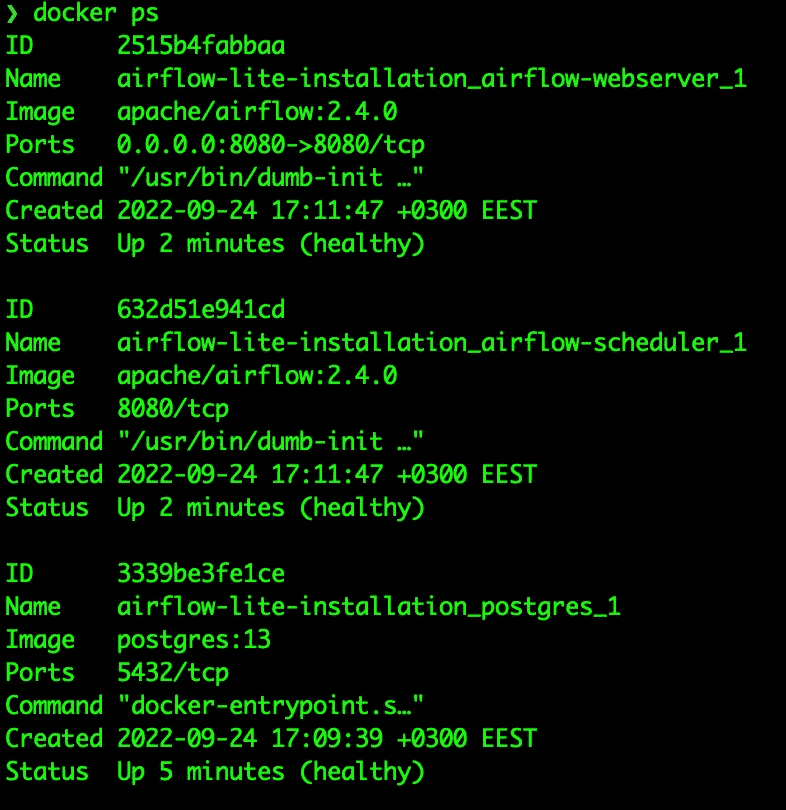 ❯ docker ps
ID      2515b4fabbaa
Name    airflow-lite-installation_airflow-webserver_1
Image   apache/airflow:2.4.0
Ports   0.0.0.0:8080->8080/tcp
Command "/usr/bin/dumb-init …"
Created 2022-09-24 17:11:47 +0300 EEST
Status  Up 2 minutes (healthy)

ID      632d51e941cd
Name    airflow-lite-installation_airflow-scheduler_1
Image   apache/airflow:2.4.0
Ports   8080/tcp
Command "/usr/bin/dumb-init …"
Created 2022-09-24 17:11:47 +0300 EEST
Status  Up 2 minutes (healthy)

ID      3339be3fe1ce
Name    airflow-lite-installation_postgres_1
Image   postgres:13
Ports   5432/tcp
Command "docker-entrypoint.s…"
Created 2022-09-24 17:09:39 +0300 EEST
Status  Up 5 minutes (healthy)